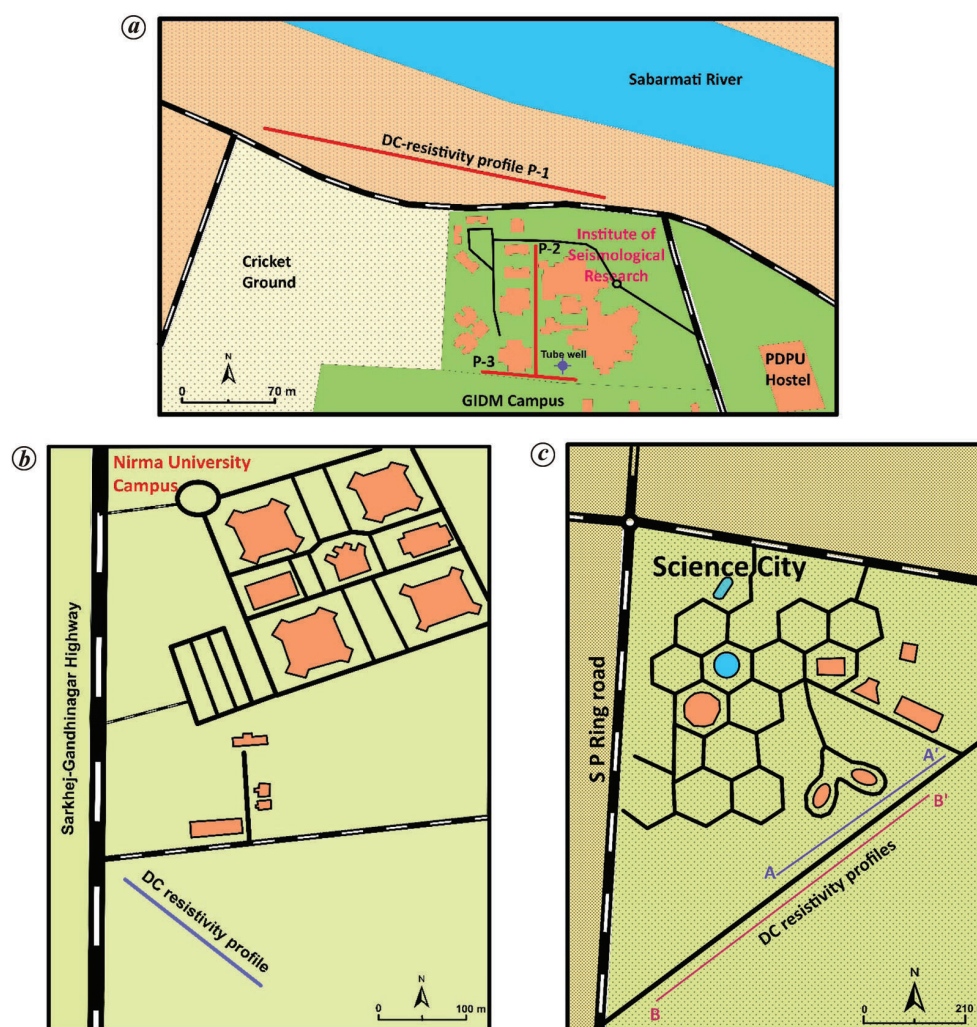 a
Sabarmati River
DC-resistivity profile P-1
Institute of
Seismological
Research
P-2
Cricket
Ground
P-3
Tube well
PDPU
Hostel
GIDM Campus
N
0 70 m
b
Nirma University
Campus
Sarkhej-Gandhinagar Highway
DC resistivity profile
N
0 100 m
c
Science City
S P Ring road
A'
B'
A
DC resistivity profiles
B
N
0 210